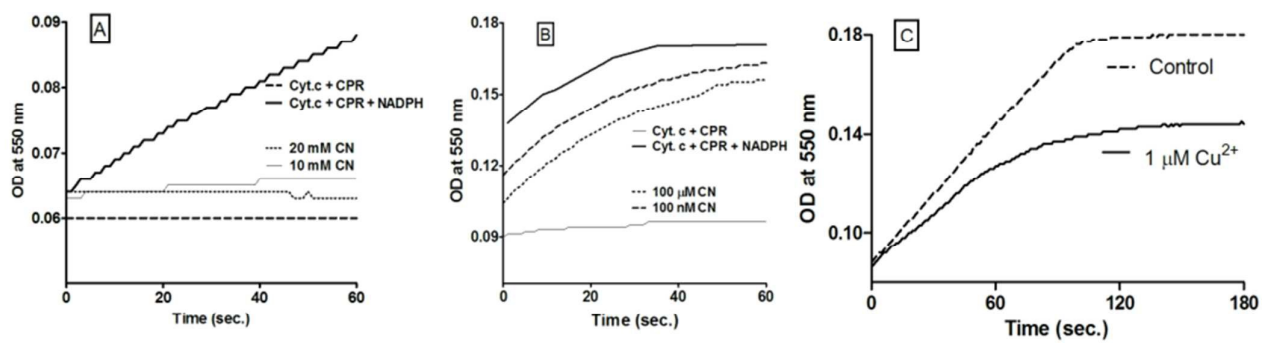 A
0.09
0.08
0.07
0.06
OD at 550 nm
Cyt.c + CPR
Cyt.c + CPR + NADPH
20 mM CN
10 mM CN
0 20 40 60
Time (sec.)
B
0.18
0.15
0.12
0.09
OD at 550 nm
Cyt. c + CPR
Cyt. c + CPR + NADPH
100 μM CN
100 nM CN
0 20 40 60
Time (sec.)
C
0.18
0.14
0.10
OD at 550 nm
Control
1 μM Cu²⁺
0 60 120 180
Time (sec.)